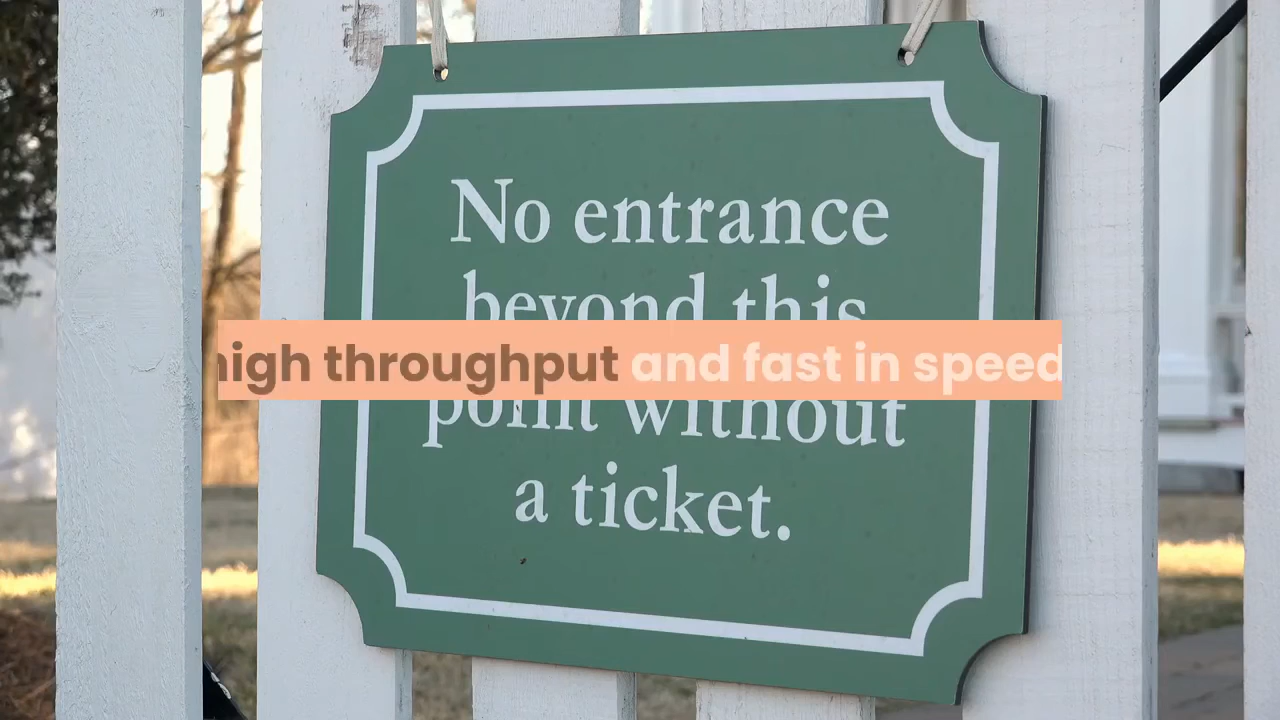 No entrance
beyond this
high throughput and fast in speed
point without
a ticket.